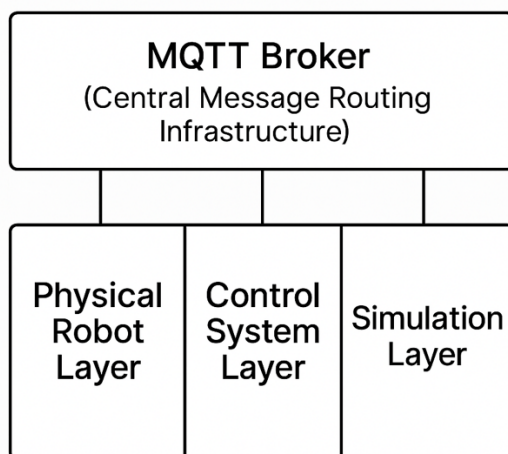 MQTT Broker
(Central Message Routing
Infrastructure)
Physical
Robot
Layer
Control
System
Layer
Simulation
Layer